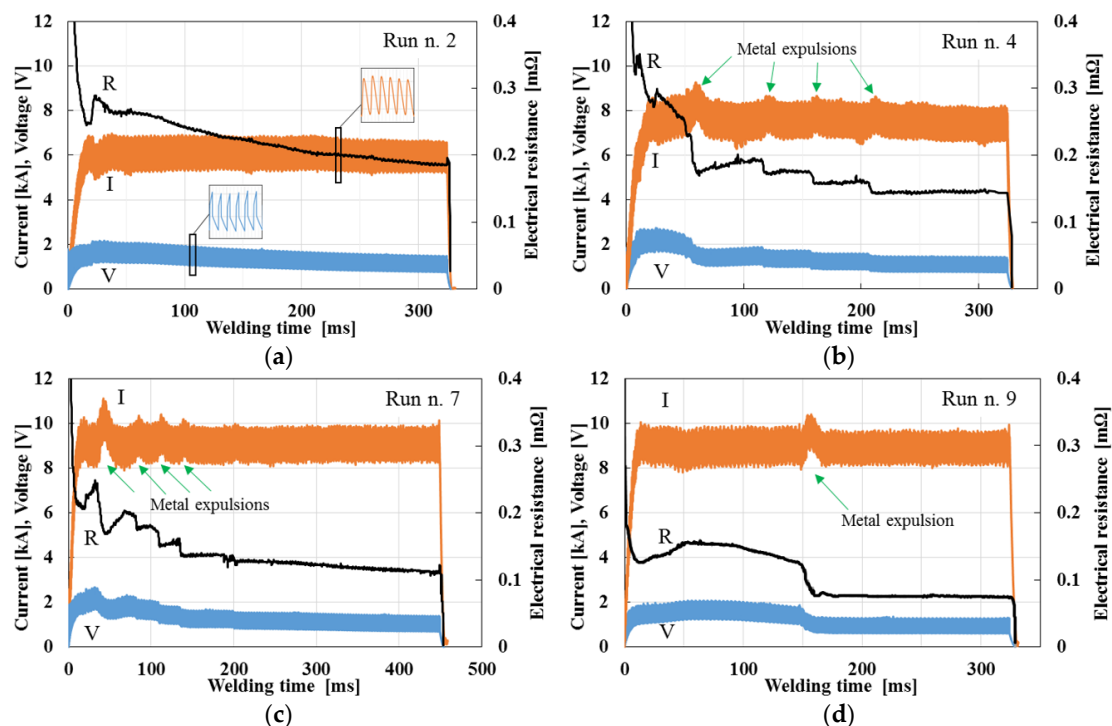 Current [kA], Voltage [V]
12
10
8
6
4
2
0
Run n. 2
R
I
V
0.4
0.3
0.2
0.1
0
Electrical resistance [mΩ]
0 100 200 300
Welding time [ms]
(a)
Current [kA], Voltage [V]
12
10
8
6
4
2
0
Run n. 4
Metal expulsions
R
I
V
0.4
0.3
0.2
0.1
0
Electrical resistance [mΩ]
0 100 200 300
Welding time [ms]
(b)
Current [kA], Voltage [V]
12
10
8
6
4
2
0
Run n. 7
I
Metal expulsions
R
V
0.4
0.3
0.2
0.1
0
Electrical resistance [mΩ]
0 100 200 300 400 500
Welding time [ms]
(c)
Current [kA], Voltage [V]
12
10
8
6
4
2
0
Run n. 9
I
Metal expulsion
R
V
0.4
0.3
0.2
0.1
0
Electrical resistance [mΩ]
0 100 200 300
Welding time [ms]
(d)